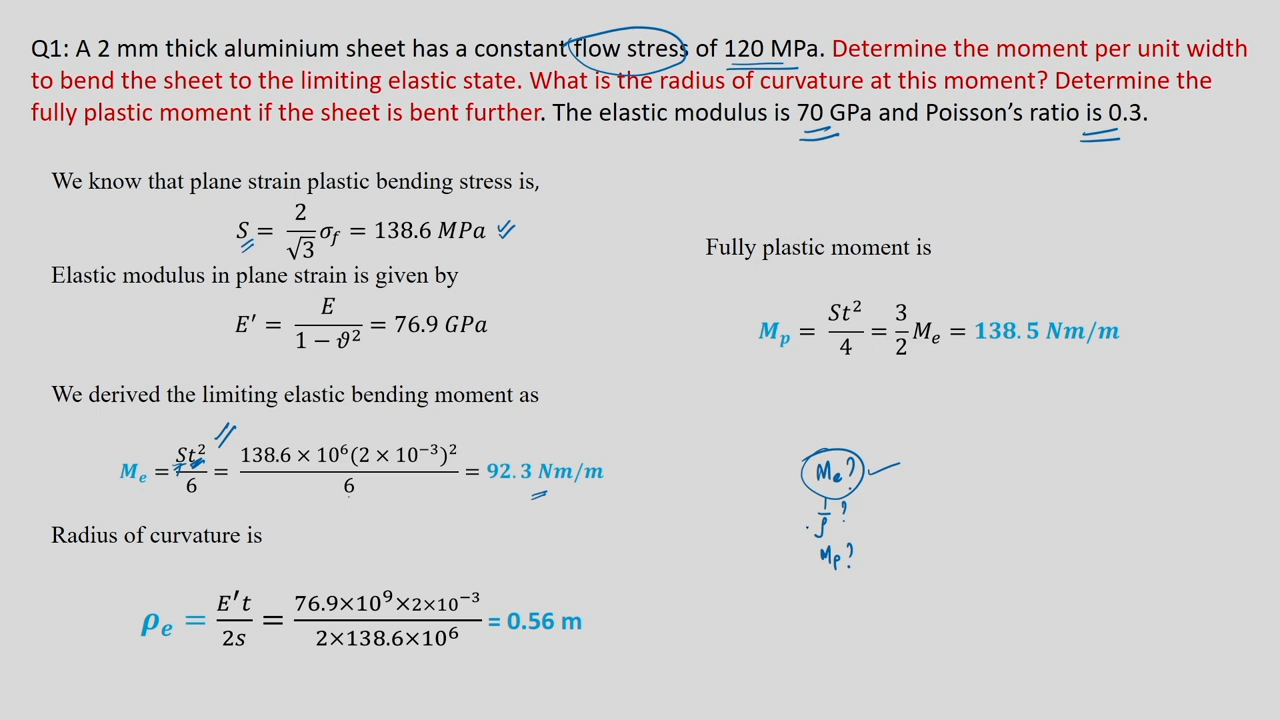 Q1: A 2 mm thick aluminium sheet has a constant flow stress of 120 MPa. Determine the moment per unit width
to bend the sheet to the limiting elastic state. What is the radius of curvature at this moment? Determine the
fully plastic moment if the sheet is bent further. The elastic modulus is 70 GPa and Poisson's ratio is 0.3.
We know that plane strain plastic bending stress is,
S = 2/√3 σf = 138.6 MPa
Elastic modulus in plane strain is given by
E′ = E/(1 − ϑ²) = 76.9 GPa
We derived the limiting elastic bending moment as
Me = St²/6 = 138.6 × 10⁶(2 × 10⁻³)²/6 = 92.3 Nm/m
Radius of curvature is
ρe = E′t/2s = 76.9×10⁹×2×10⁻³/2×138.6×10⁶ = 0.56 m
Fully plastic moment is
Mp = St²/4 = 3/2 Me = 138.5 Nm/m
Me?
1/ρ ?
Mp?